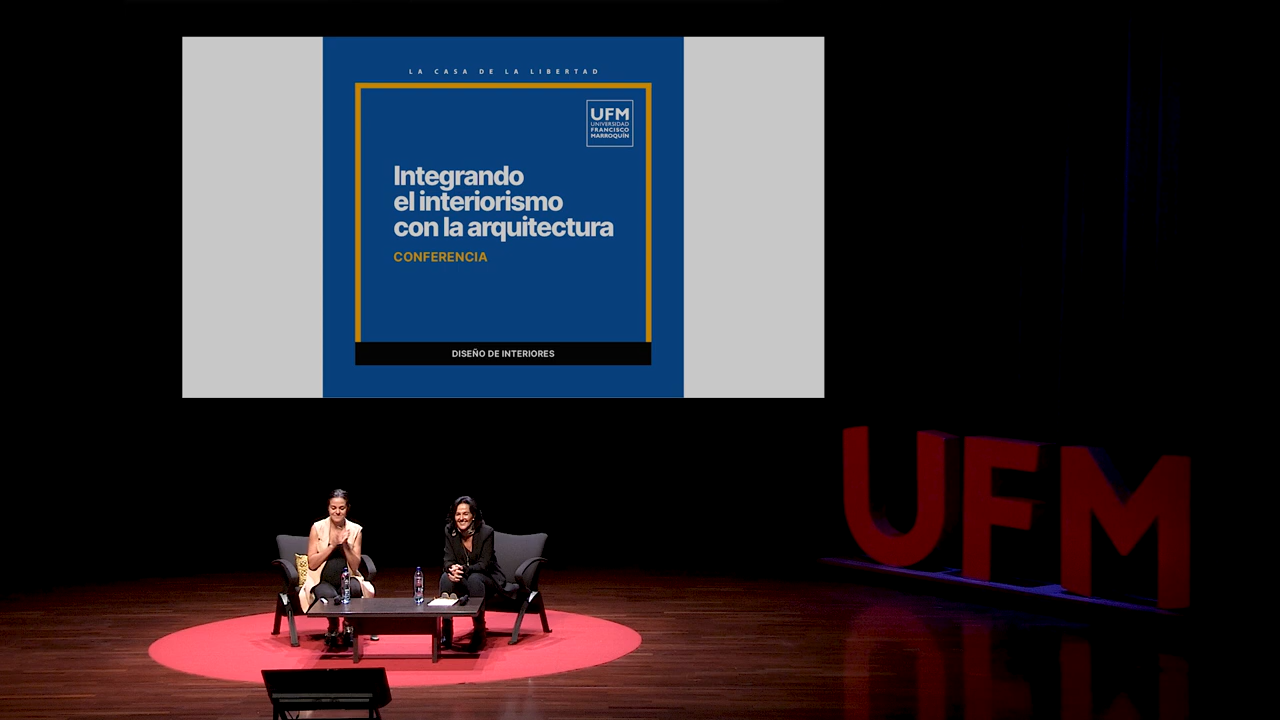 LA CASA DE LA LIBERTAD
UFM
UNIVERSIDAD
FRANCISCO
MARROQUÍN
Integrando
el interiorismo
con la arquitectura
CONFERENCIA
DISEÑO DE INTERIORES
UFM